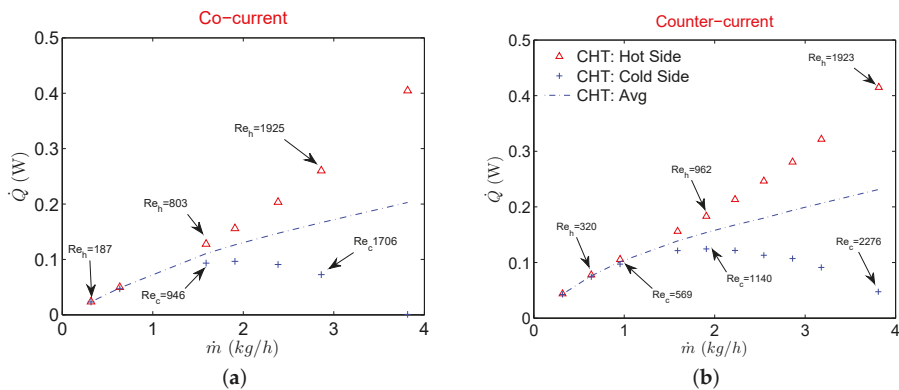 Co-current
0.5
0.4
0.3
0.2
0.1
0
Q̇ (W)
Re_h=1925
Re_h=803
Re_h=187
Re_c=946
Re_c1706
0 1 2 3 4
ṁ (kg/h)
(a)
Counter-current
0.5
0.4
0.3
0.2
0.1
0
Q̇ (W)
CHT: Hot Side
CHT: Cold Side
CHT: Avg
Re_h=1923
Re_h=962
Re_h=320
Re_c=2276
Re_c=1140
Re_c=569
0 1 2 3 4
ṁ (kg/h)
(b)